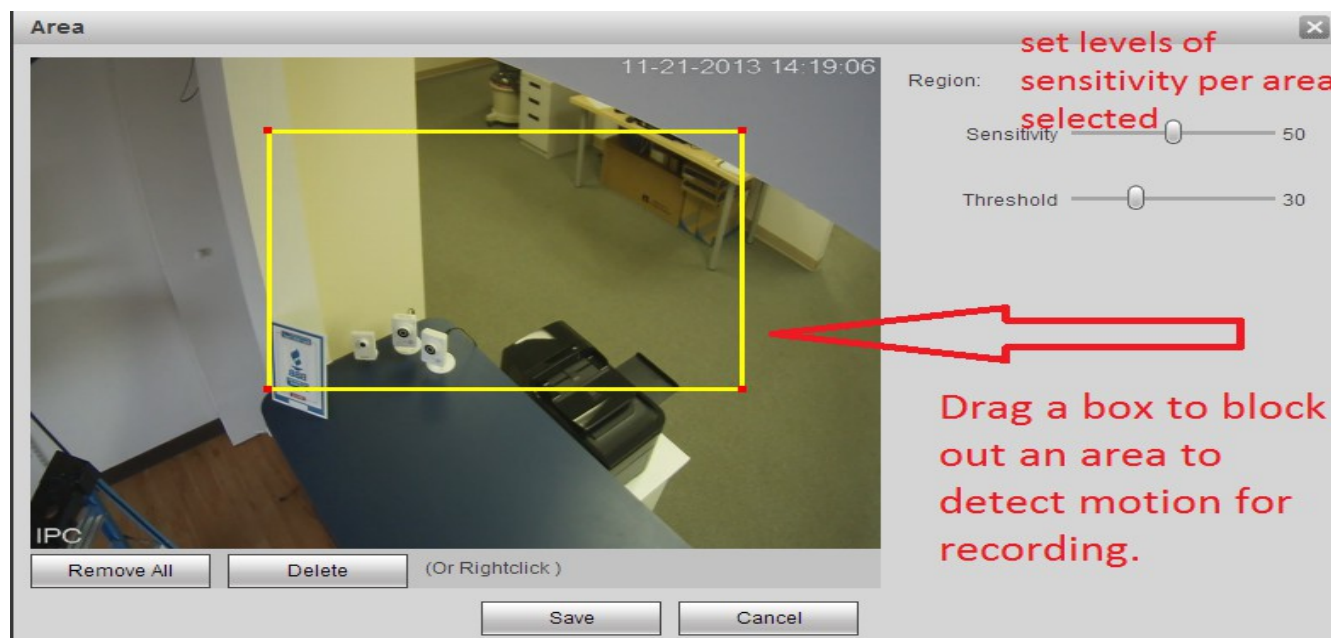 Area
11-21-2013 14:19:06
Region:
set levels of
sensitivity per area
selected
Sensitivity
50
Threshold
30
Drag a box to block
out an area to
detect motion for
recording.
IPC
Remove All
Delete
(Or Rightclick )
Save
Cancel